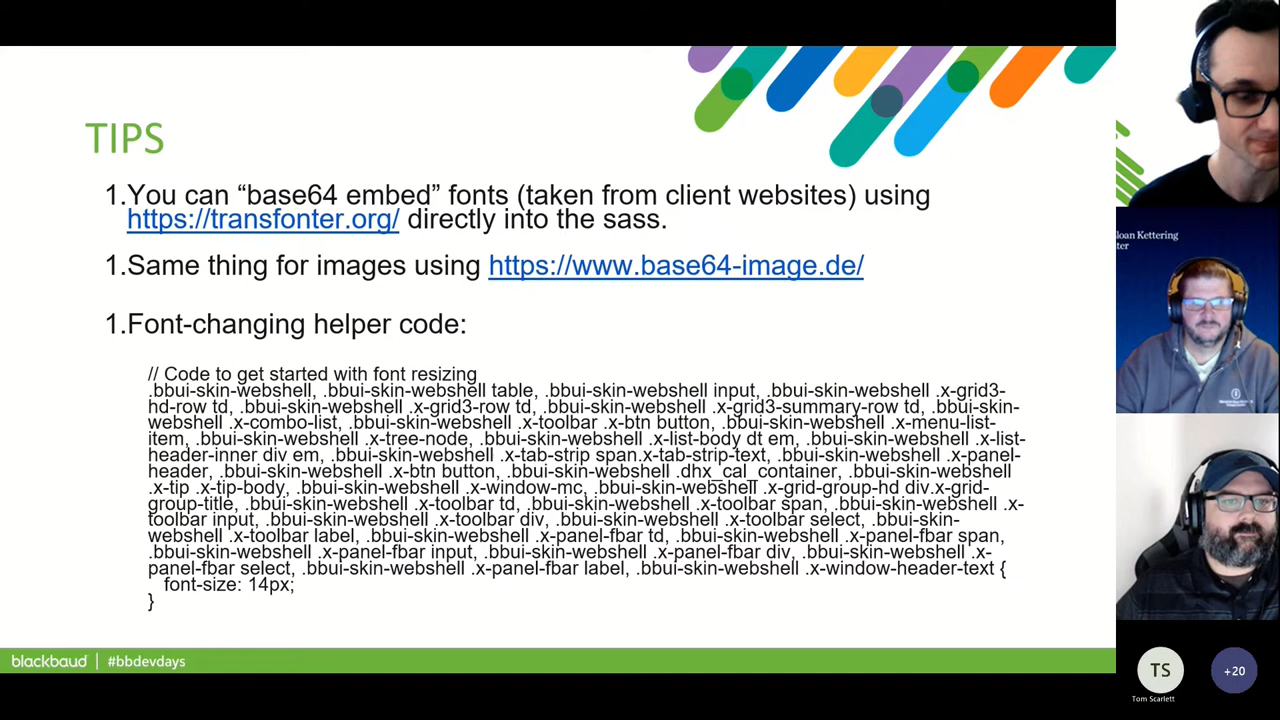 TIPS
1.You can “base64 embed” fonts (taken from client websites) using
https://transfonter.org/ directly into the sass.
1.Same thing for images using https://www.base64-image.de/
1.Font-changing helper code:
// Code to get started with font resizing
.bbui-skin-webshell, .bbui-skin-webshell table, .bbui-skin-webshell input, .bbui-skin-webshell .x-grid3-
hd-row td, .bbui-skin-webshell .x-grid3-row td, .bbui-skin-webshell .x-grid3-summary-row td, .bbui-skin-
webshell .x-combo-list, .bbui-skin-webshell .x-toolbar .x-btn button, .bbui-skin-webshell .x-menu-list-
item, .bbui-skin-webshell .x-tree-node, .bbui-skin-webshell .x-list-body dt em, .bbui-skin-webshell .x-list-
header-inner div em, .bbui-skin-webshell .x-tab-strip span.x-tab-strip-text, .bbui-skin-webshell .x-panel-
header, .bbui-skin-webshell .x-btn button, .bbui-skin-webshell .dhx_cal_container, .bbui-skin-webshell
.x-tip .x-tip-body, .bbui-skin-webshell .x-window-mc, .bbui-skin-webshell .x-grid-group-hd div.x-grid-
group-title, .bbui-skin-webshell .x-toolbar td, .bbui-skin-webshell .x-toolbar span, .bbui-skin-webshell .x-
toolbar input, .bbui-skin-webshell .x-toolbar div, .bbui-skin-webshell .x-toolbar select, .bbui-skin-
webshell .x-toolbar label, .bbui-skin-webshell .x-panel-fbar td, .bbui-skin-webshell .x-panel-fbar span,
.bbui-skin-webshell .x-panel-fbar input, .bbui-skin-webshell .x-panel-fbar div, .bbui-skin-webshell .x-
panel-fbar select, .bbui-skin-webshell .x-panel-fbar label, .bbui-skin-webshell .x-window-header-text {
font-size: 14px;
}
blackbaud | #bbdevdays
sloan Kettering
ter
TS
Tom Scarlett
+20